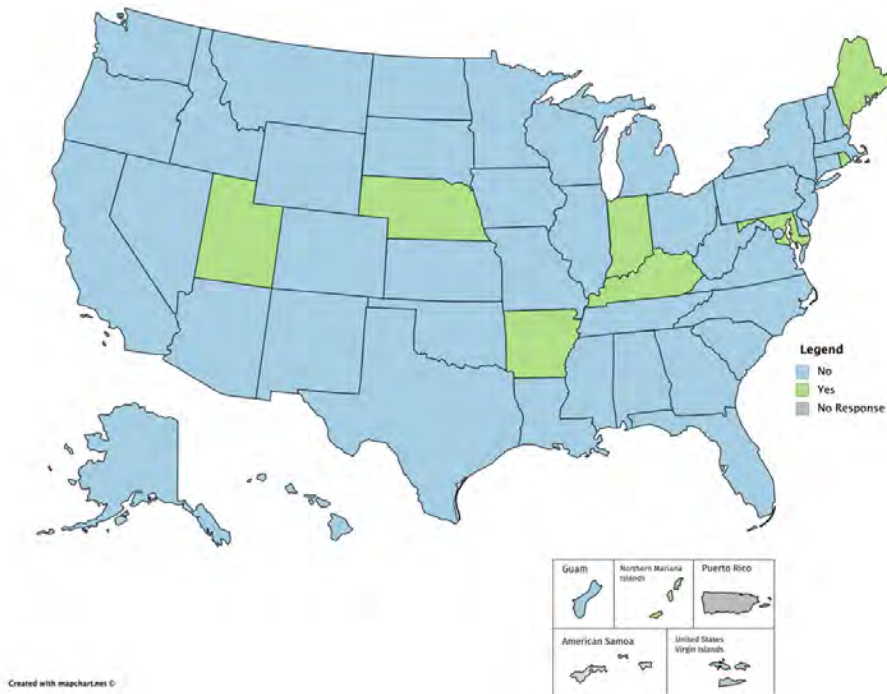 Legend
No
Yes
No Response
Guam
Northern Mariana
Islands
Puerto Rico
American Samoa
United States
Virgin Islands
Created with mapchart.net ©